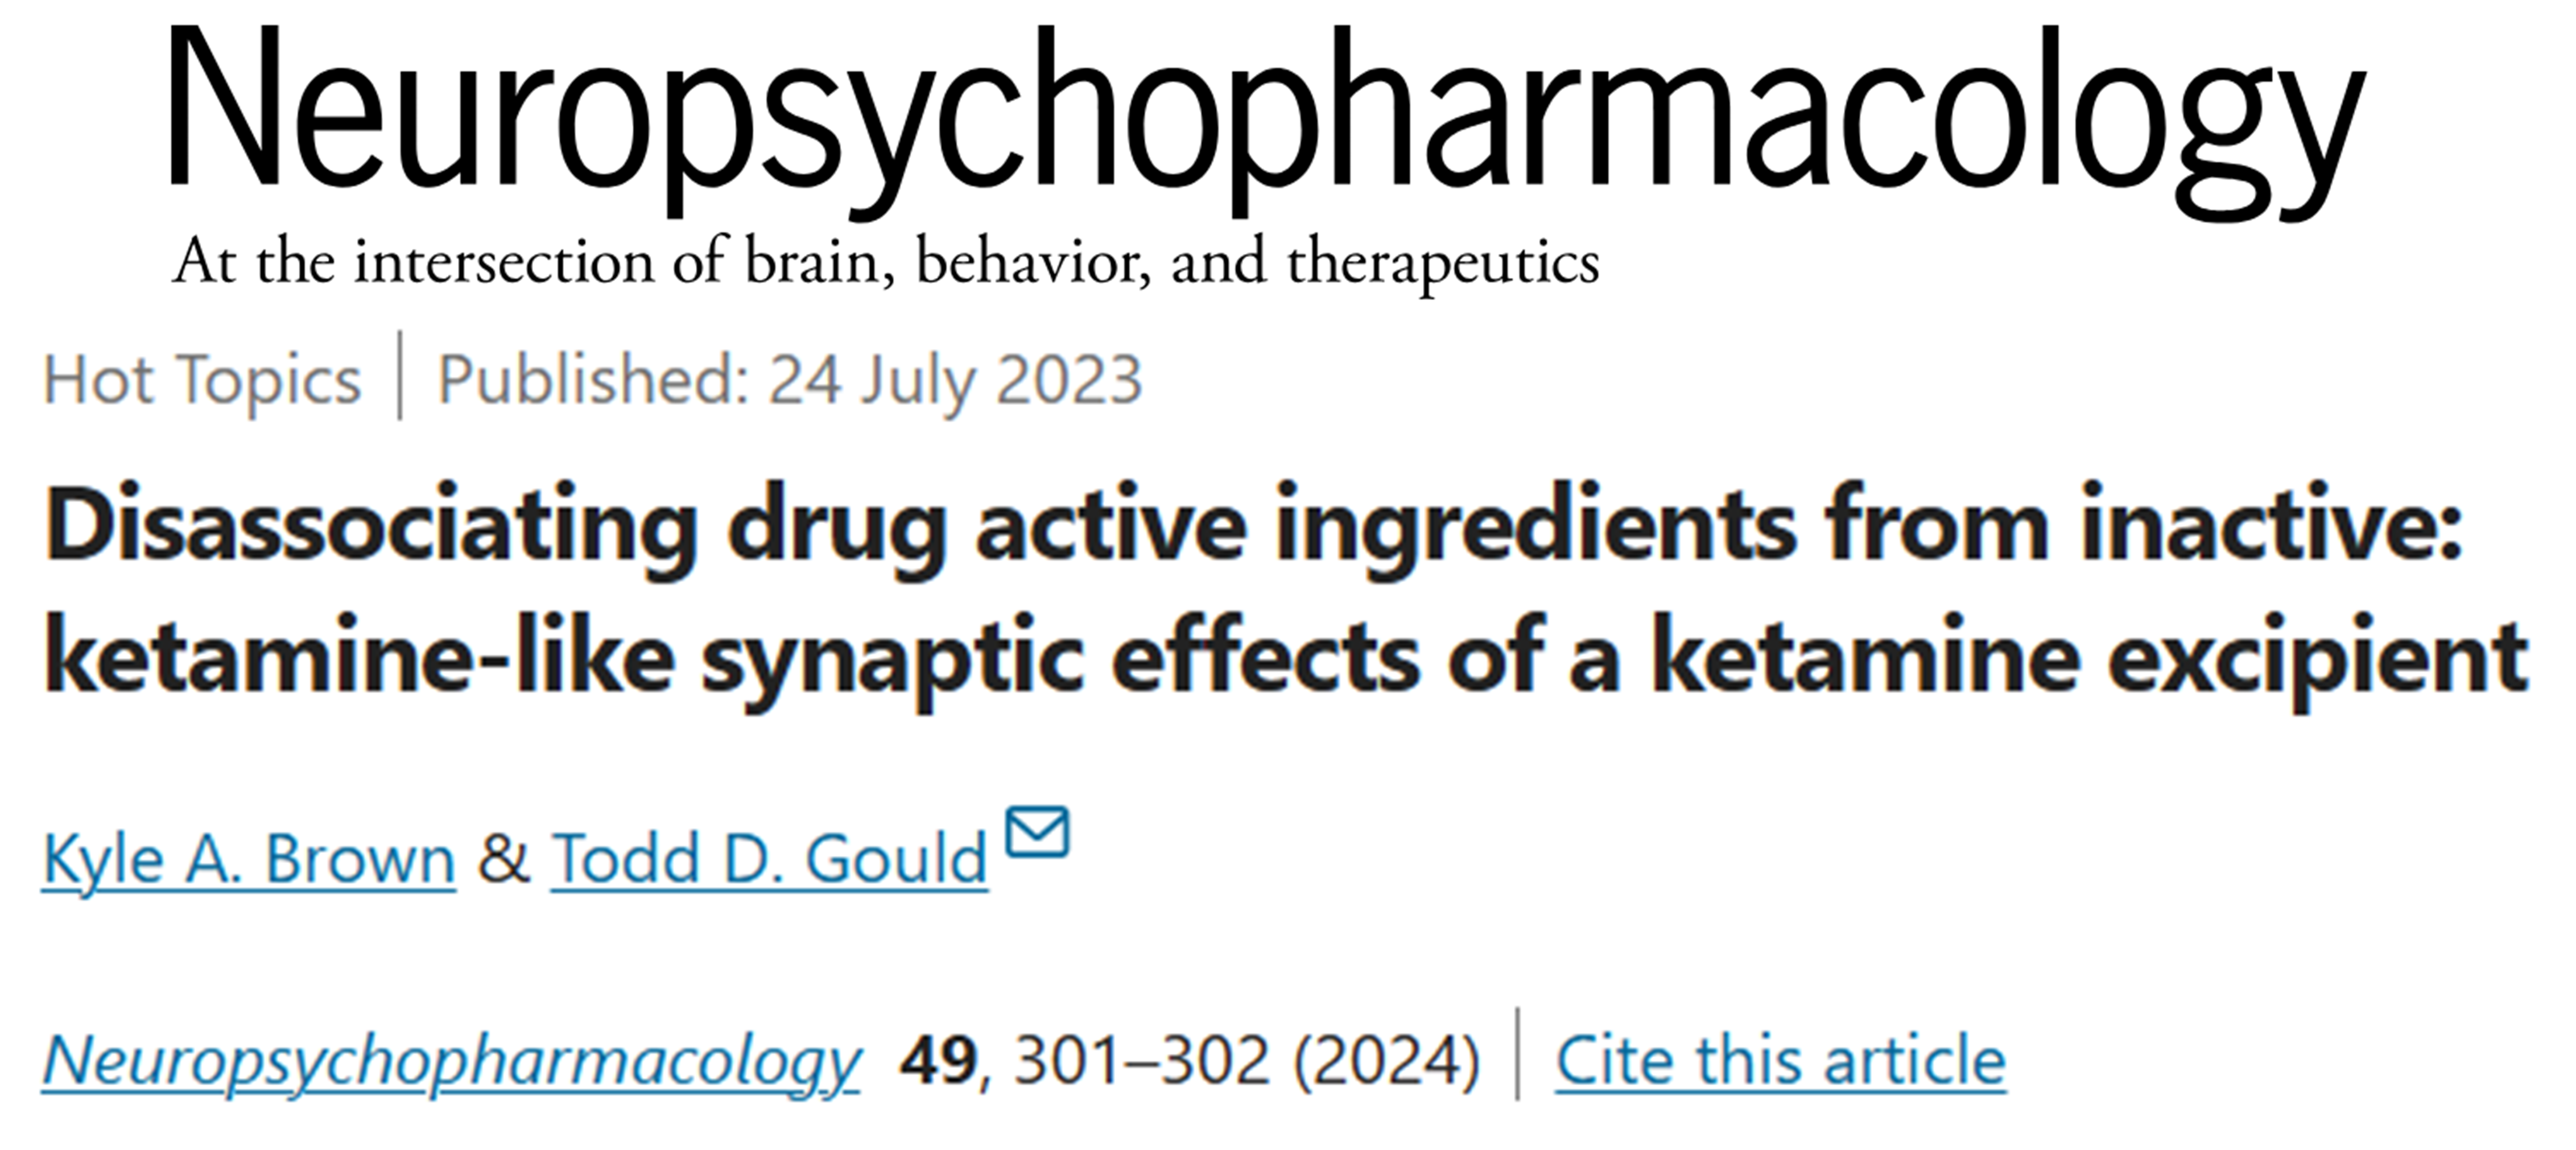 Neuropsychopharmacology
At the intersection of brain, behavior, and therapeutics
Hot Topics | Published: 24 July 2023
Disassociating drug active ingredients from inactive:
ketamine-like synaptic effects of a ketamine excipient
Kyle A. Brown & Todd D. Gould
Neuropsychopharmacology 49, 301–302 (2024) | Cite this article